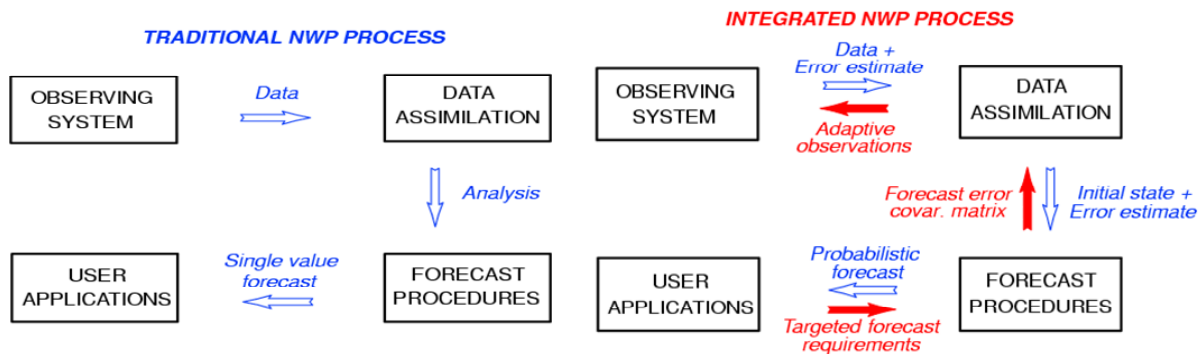 TRADITIONAL NWP PROCESS
OBSERVING
SYSTEM
Data
DATA
ASSIMILATION
Analysis
USER
APPLICATIONS
Single value
forecast
FORECAST
PROCEDURES
INTEGRATED NWP PROCESS
OBSERVING
SYSTEM
Data +
Error estimate
Adaptive
observations
DATA
ASSIMILATION
Forecast error
covar. matrix
Initial state +
Error estimate
USER
APPLICATIONS
Probabilistic
forecast
Targeted forecast
requirements
FORECAST
PROCEDURES